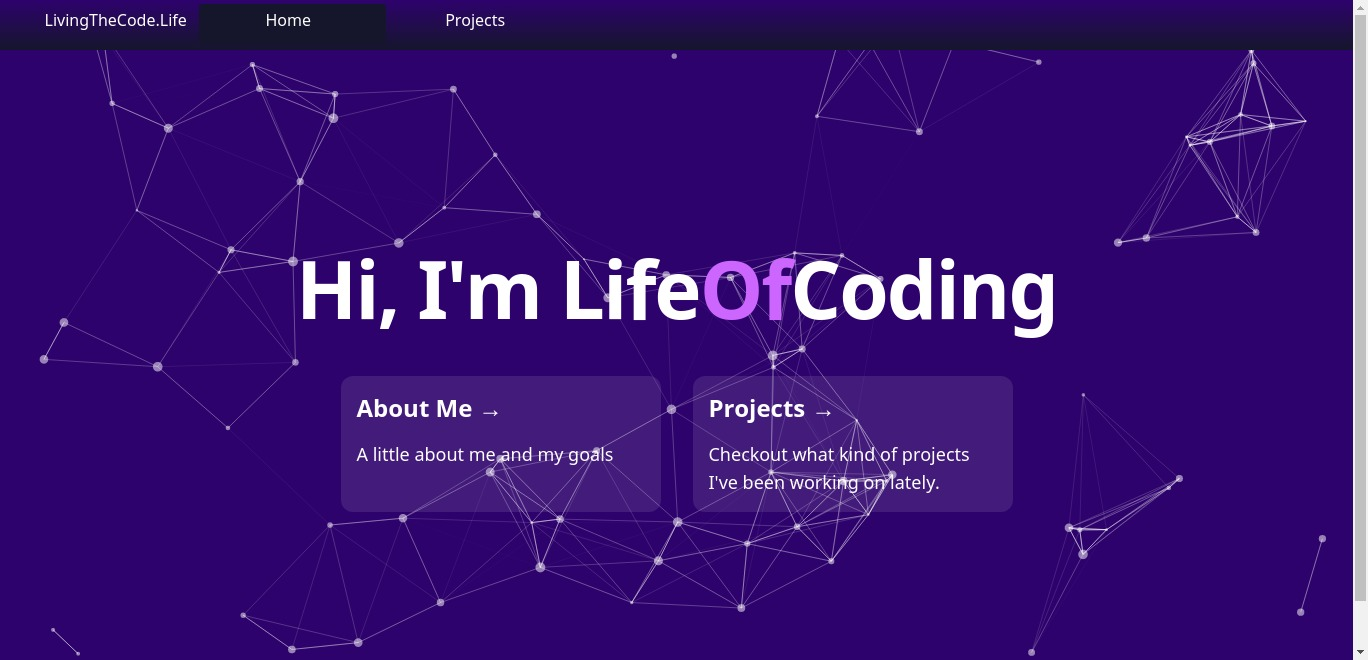 LivingTheCode.Life Home Projects
Hi, I'm LifeOfCoding
About Me →
A little about me and my goals
Projects →
Checkout what kind of projects
I've been working on lately.